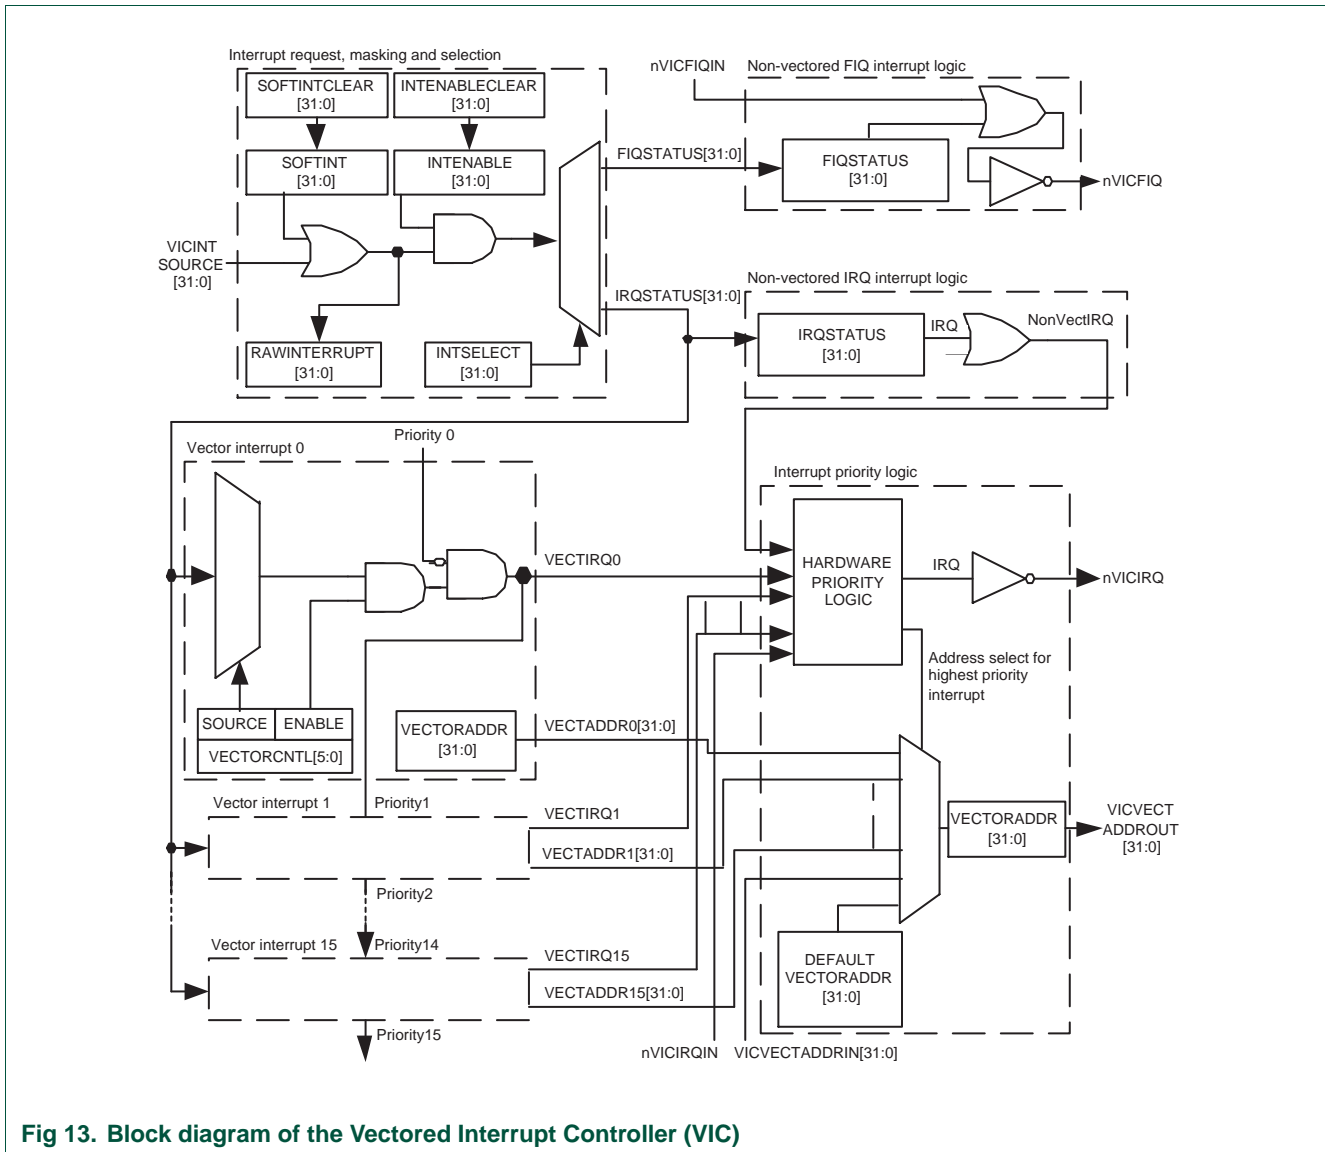 Interrupt request, masking and selection
SOFTINTCLEAR
[31:0]
INTENABLECLEAR
[31:0]
SOFTINT
[31:0]
INTENABLE
[31:0]
VICINT
SOURCE
[31:0]
RAWINTERRUPT
[31:0]
INTSELECT
[31:0]
nVICFIQIN
Non-vectored FIQ interrupt logic
FIQSTATUS[31:0]
FIQSTATUS
[31:0]
nVICFIQ
Non-vectored IRQ interrupt logic
IRQSTATUS[31:0]
IRQSTATUS
[31:0]
IRQ
NonVectIRQ
Priority 0
Vector interrupt 0
SOURCE
ENABLE
VECTORCNTL[5:0]
VECTORADDR
[31:0]
VECTIRQ0
VECTADDR0[31:0]
Interrupt priority logic
HARDWARE
PRIORITY
LOGIC
IRQ
nVICIRQ
Address select for
highest priority
interrupt
Vector interrupt 1
Priority1
VECTIRQ1
VECTADDR1[31:0]
Priority2
VECTORADDR
[31:0]
VICVECT
ADDROUT
[31:0]
Vector interrupt 15
Priority14
VECTIRQ15
VECTADDR15[31:0]
Priority15
DEFAULT
VECTORADDR
[31:0]
nVICIRQIN
VICVECTADDRIN[31:0]
Fig 13. Block diagram of the Vectored Interrupt Controller (VIC)